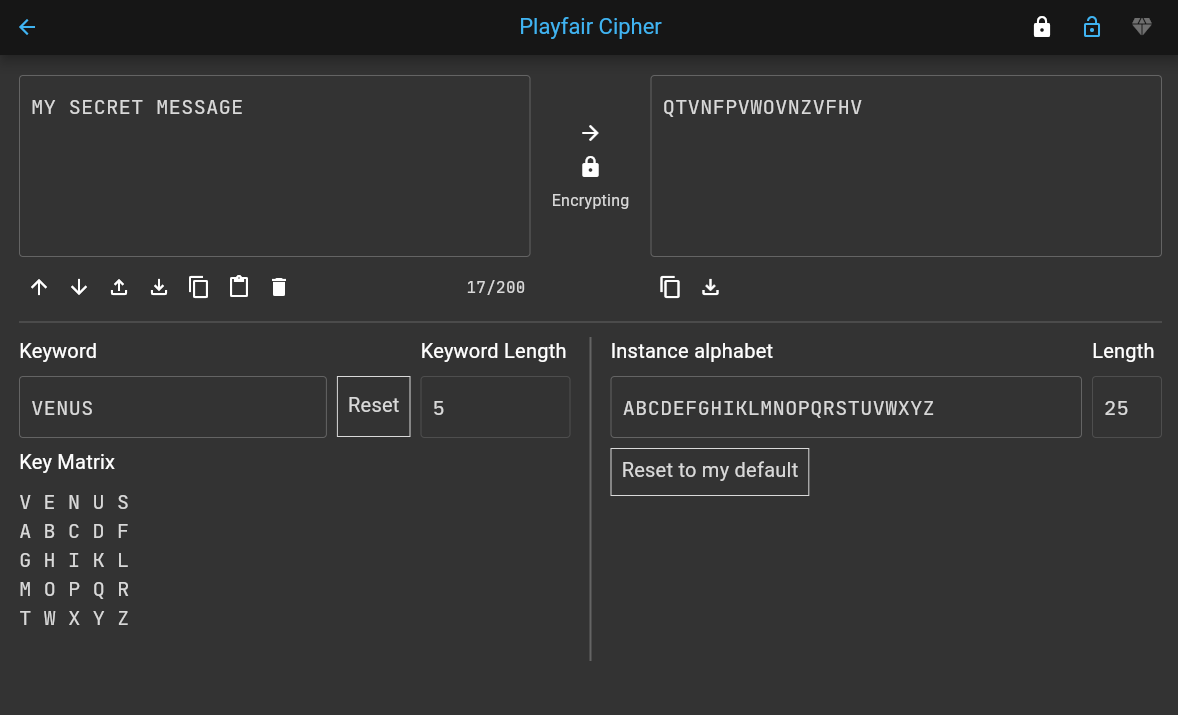 Playfair Cipher
MY SECRET MESSAGE
QTVNFPVWOVNZVFHV
Encrypting
17/200
Keyword
Keyword Length
Instance alphabet
Length
VENUS
Reset
5
ABCDEFGHIKLMNOPQRSTUVWXYZ
25
Key Matrix
Reset to my default
V E N U S
A B C D F
G H I K L
M O P Q R
T W X Y Z